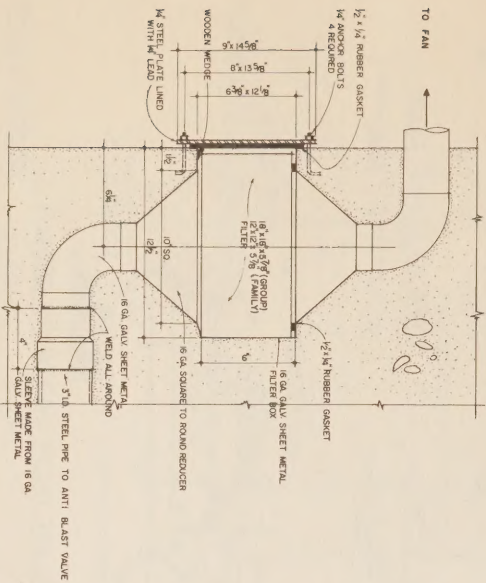 TO FAN
1/2" x 1/4" RUBBER GASKET
1/4" ANCHOR BOLTS
4 REQUIRED
9" x 14 5/8"
8" x 13 5/8"
6 3/8" x 12 1/8"
WOODEN WEDGE
1/4" STEEL PLATE LINED
WITH 1/4" LEAD
1/2" x 1/4" RUBBER GASKET
18" x 18" x 5 7/8" (GROUP)
12" x 12" x 5 7/8" (FAMILY)
FILTER
16 GA. GALV. SHEET METAL
FILTER BOX
1 1/2"
10" SQ
12 1/2"
16 GA SQUARE TO ROUND REDUCER
16 GA. GALV. SHEET METAL
WELD ALL AROUND
4"
3" I.D. STEEL PIPE TO ANTI BLAST VALVE
SLEEVE MADE FROM 16 GA.
GALV. SHEET METAL